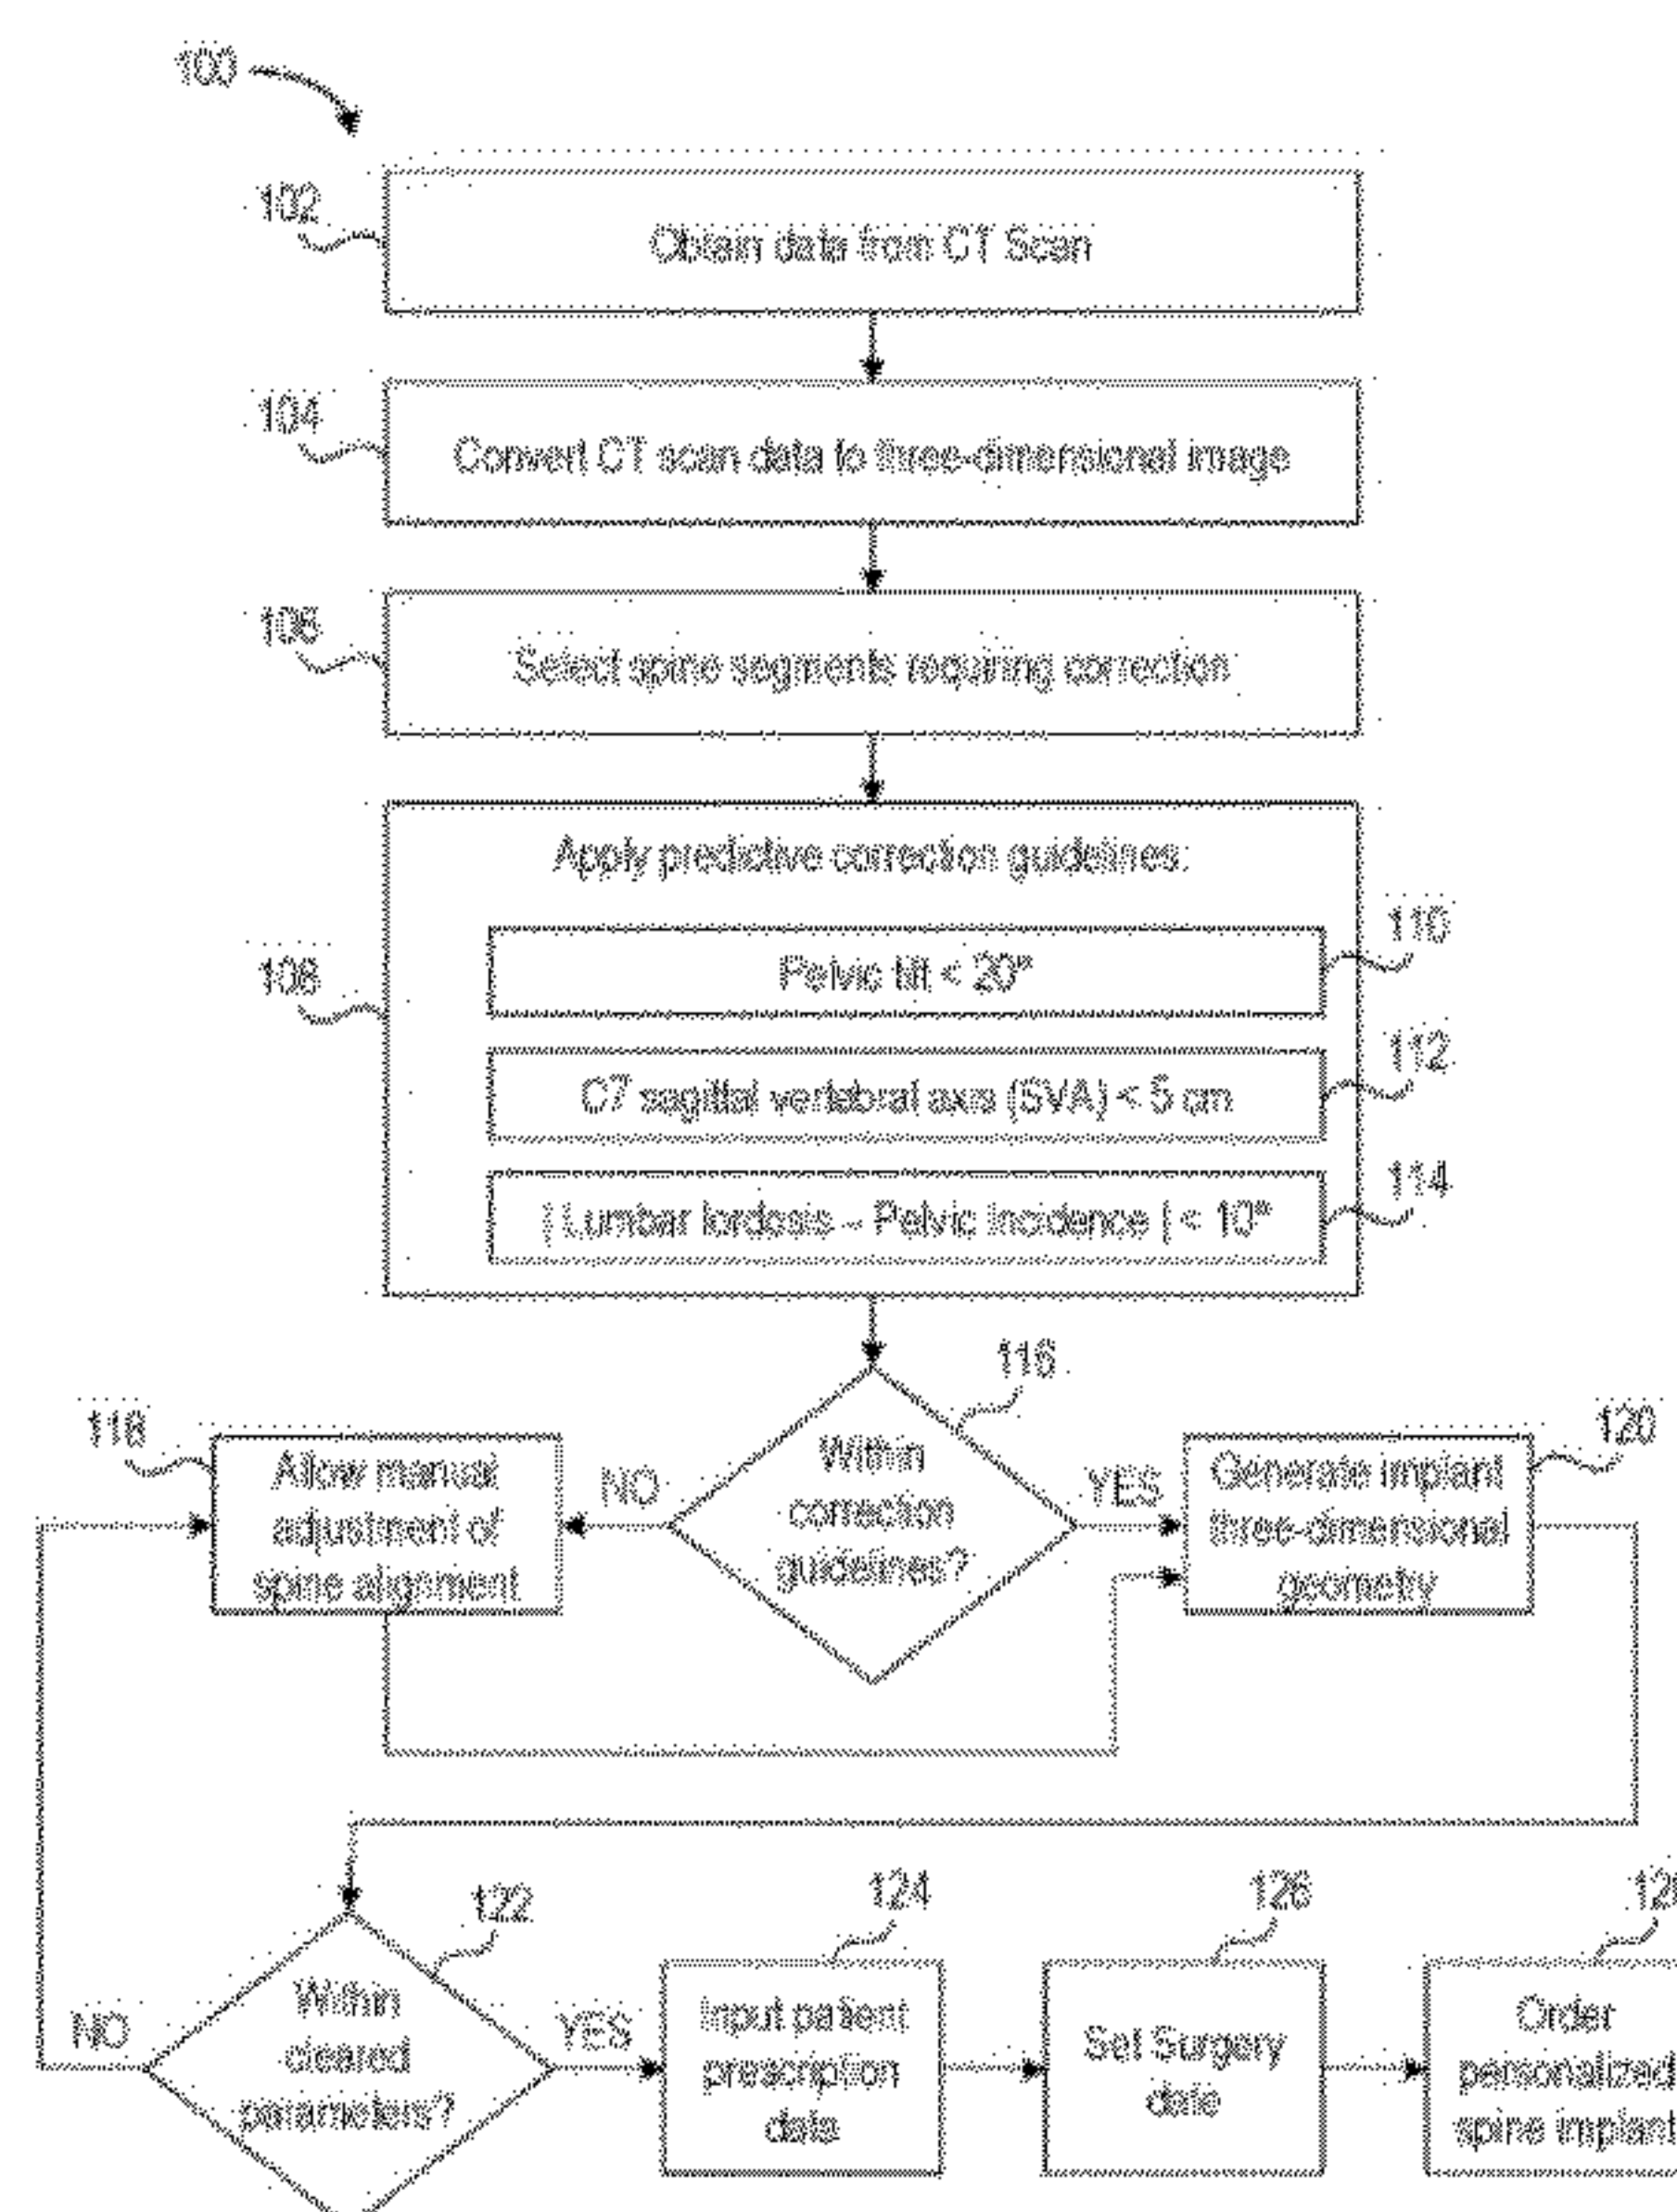 100
102
Obtain data from CT Scan
104
Convert CT scan data to three-dimensional image
106
Select spine segments requiring correction
108
Apply predictive correction guidelines:
110
Pelvic tilt < 20°
112
C7 sagittal vertebral axis (SVA) < 5 cm
114
| Lumbar lordosis – Pelvic Incidence | < 10°
116
Within
correction
guidelines?
NO
YES
118
Allow manual
adjustment of
spine alignment
120
Generate implant
three-dimensional
geometry
122
Within
cleared
parameters?
NO
YES
124
Input patient
prescription
data
126
Set Surgery
date
Order
personalized
spine implant